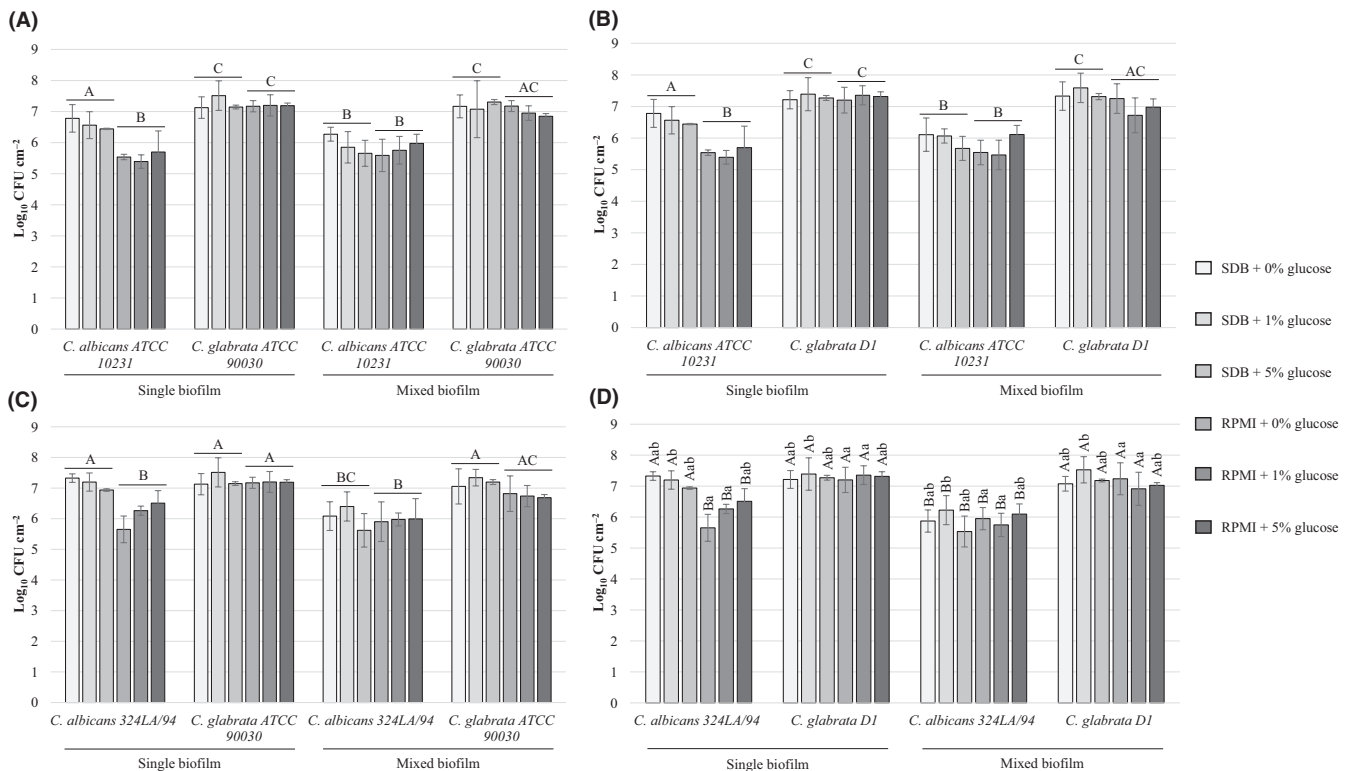 (A)
9
8
7
6
5
4
3
2
1
0
Log₁₀ CFU cm⁻²
A
B
C
C
B
B
C
AC
C. albicans ATCC
10231
C. glabrata ATCC
90030
C. albicans ATCC
10231
C. glabrata ATCC
90030
Single biofilm
Mixed biofilm
(B)
9
8
7
6
5
4
3
2
1
0
Log₁₀ CFU cm⁻²
A
B
C
C
B
B
C
AC
C. albicans ATCC
10231
C. glabrata D1
C. albicans ATCC
10231
C. glabrata D1
Single biofilm
Mixed biofilm
SDB + 0% glucose
SDB + 1% glucose
SDB + 5% glucose
RPMI + 0% glucose
RPMI + 1% glucose
RPMI + 5% glucose
(C)
9
8
7
6
5
4
3
2
1
0
Log₁₀ CFU cm⁻²
A
B
A
A
BC
B
A
AC
C. albicans 324LA/94
C. glabrata ATCC
90030
C. albicans 324LA/94
C. glabrata ATCC
90030
Single biofilm
Mixed biofilm
(D)
9
8
7
6
5
4
3
2
1
0
Log₁₀ CFU cm⁻²
Aab
Ab
Aab
Ba
Ba
Bab
Aab
Ab
Aab
Aa
Aa
Aab
Bab
Bb
Bab
Ba
Ba
Bab
Aab
Ab
Aab
Aa
Aa
Aab
C. albicans 324LA/94
C. glabrata D1
C. albicans 324LA/94
C. glabrata D1
Single biofilm
Mixed biofilm